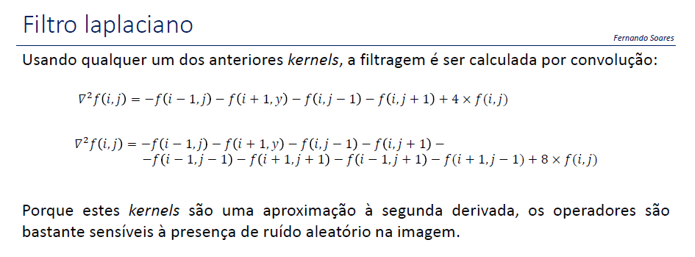 Filtro laplaciano
Fernando Soares
Usando qualquer um dos anteriores kernels, a filtragem é ser calculada por convolução:
∇²f(i,j) = −f(i − 1,j) − f(i + 1,y) − f(i,j − 1) − f(i,j + 1) + 4 × f(i,j)
∇²f(i,j) = −f(i − 1,j) − f(i + 1,y) − f(i,j − 1) − f(i,j + 1) −
−f(i − 1,j − 1) − f(i + 1,j + 1) − f(i − 1,j + 1) − f(i + 1,j − 1) + 8 × f(i,j)
Porque estes kernels são uma aproximação à segunda derivada, os operadores são
bastante sensíveis à presença de ruído aleatório na imagem.